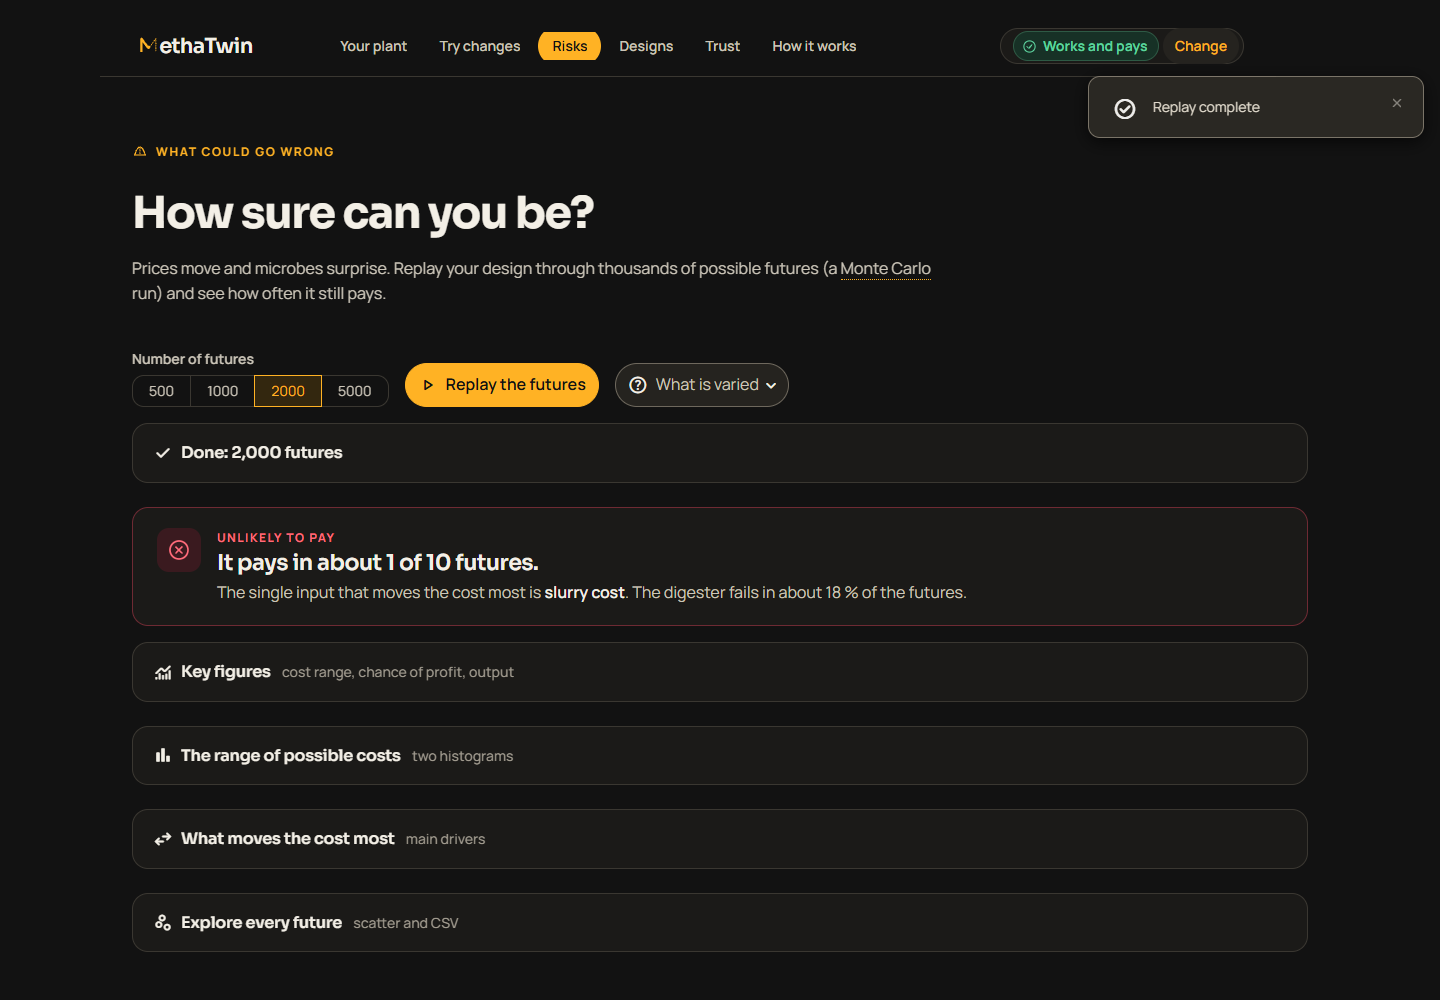 MethaTwin
Your plant
Try changes
Risks
Designs
Trust
How it works
Works and pays
Change
Replay complete
WHAT COULD GO WRONG
How sure can you be?
Prices move and microbes surprise. Replay your design through thousands of possible futures (a Monte Carlo
run) and see how often it still pays.
Number of futures
500
1000
2000
5000
Replay the futures
What is varied
Done: 2,000 futures
UNLIKELY TO PAY
It pays in about 1 of 10 futures.
The single input that moves the cost most is slurry cost. The digester fails in about 18 % of the futures.
Key figures cost range, chance of profit, output
The range of possible costs two histograms
What moves the cost most main drivers
Explore every future scatter and CSV